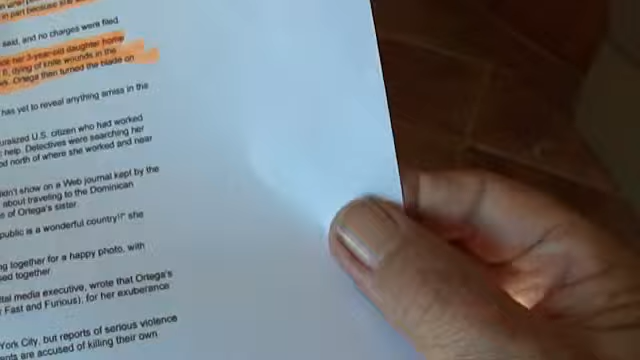 in part because she
said, and no charges were filed.
her 3-year-old daughter home
6, dying of knife wounds in the
Ortega then turned the blade on
has yet to reveal anything amiss in the
uralized U.S. citizen who had worked
help. Detectives were searching her
od north of where she worked and near
idn't show on a Web journal kept by the
about traveling to the Dominican
s of Ortega's sister.
public is a wonderful country!!" she
ng together for a happy photo, with
sed together.
tal media executive, wrote that Ortega's
Fast and Furious), for her exuberance
York City, but reports of serious violence
ents are accused of killing their own